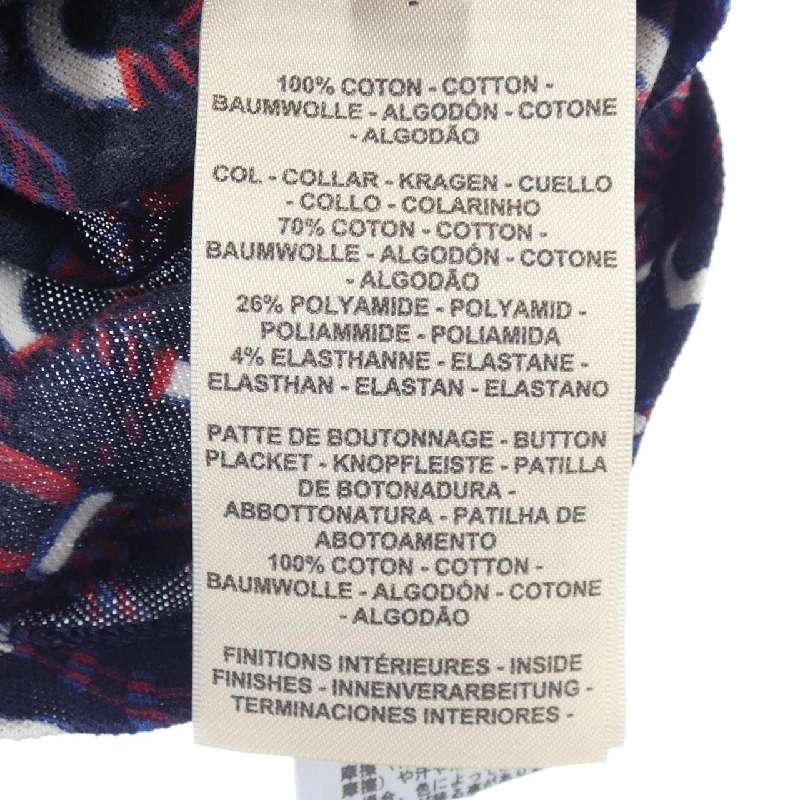 100% COTON - COTTON -
BAUMWOLLE - ALGODÓN - COTONE
- ALGODÃO
COL - COLLAR - KRAGEN - CUELLO
- COLLO - COLARINHO
70% COTON - COTTON -
BAUMWOLLE - ALGODÓN - COTONE
- ALGODÃO
26% POLYAMIDE - POLYAMID -
POLIAMMIDE - POLIAMIDA
4% ELASTHANNE - ELASTANE -
ELASTHAN - ELASTAN - ELASTANO
PATTE DE BOUTONNAGE - BUTTON
PLACKET - KNOPFLEISTE - PATILLA
DE BOTONADURA -
ABBOTTONATURA - PATILHA DE
ABOTOAMENTO
100% COTON - COTTON -
BAUMWOLLE - ALGODÓN - COTONE
- ALGODÃO
FINITIONS INTÉRIEURES - INSIDE
FINISHES - INNENVERARBEITUNG -
TERMINACIONES INTERIORES -